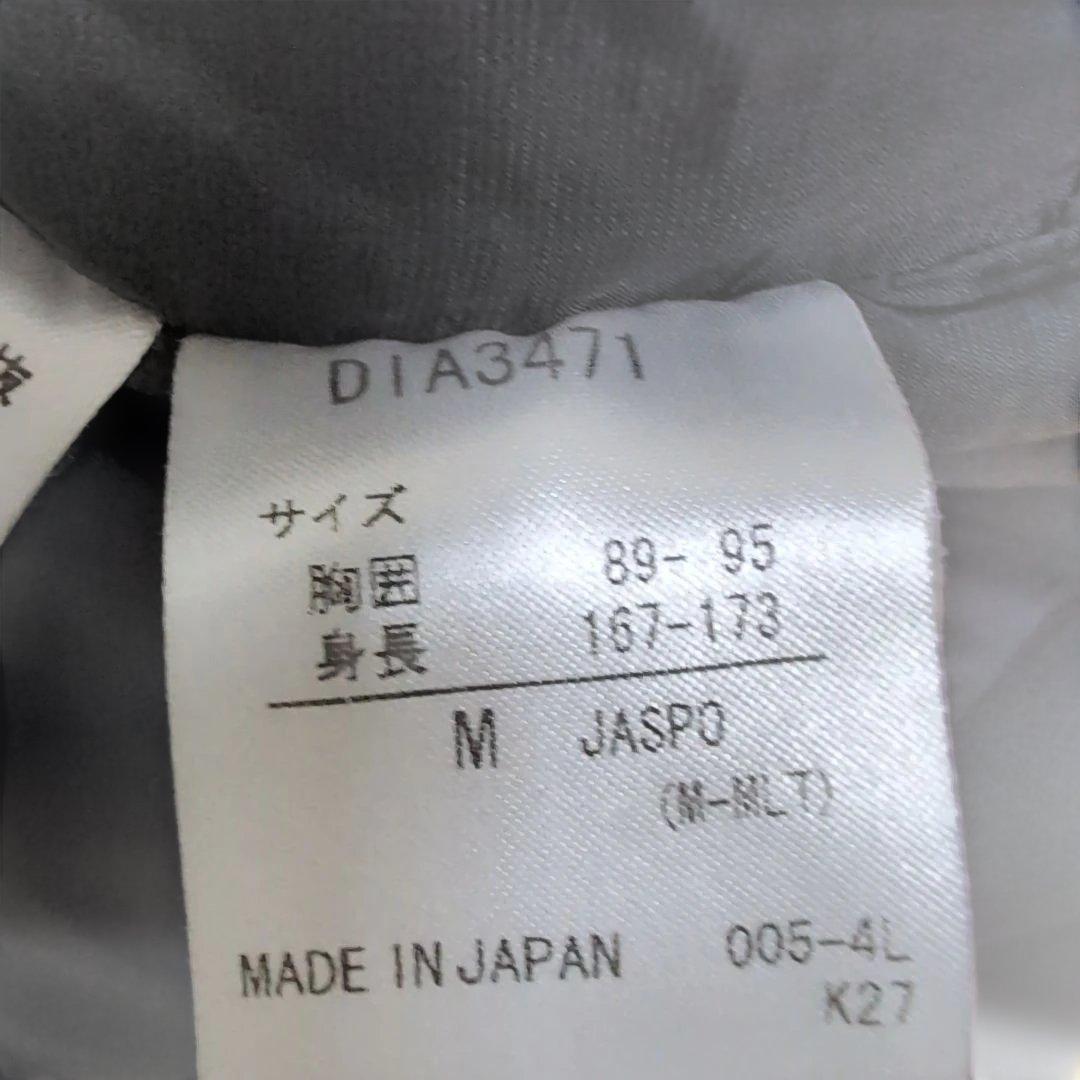 DIA3471
サイズ
胸囲 89- 95
身長 167-173
M JASPO
(M-MLT)
MADE IN JAPAN 005-4L
K27